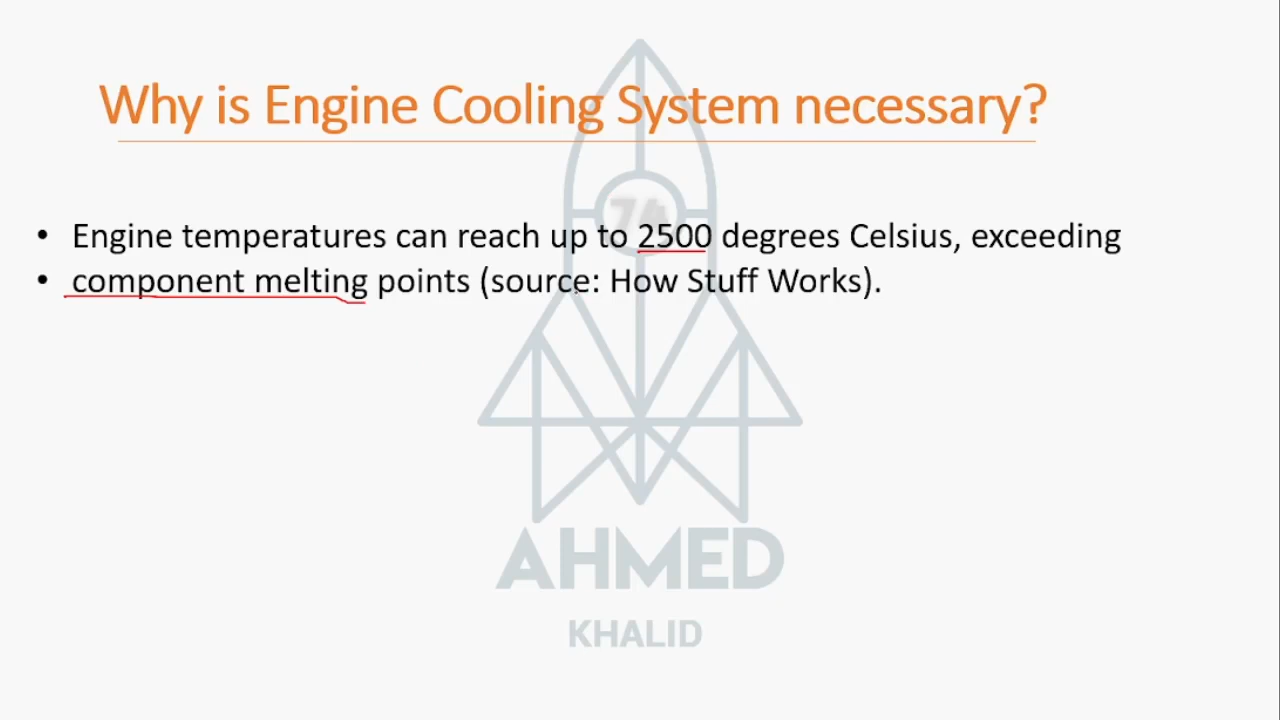 Why is Engine Cooling System necessary?
• Engine temperatures can reach up to 2500 degrees Celsius, exceeding
• component melting points (source: How Stuff Works).
AHMED
KHALID